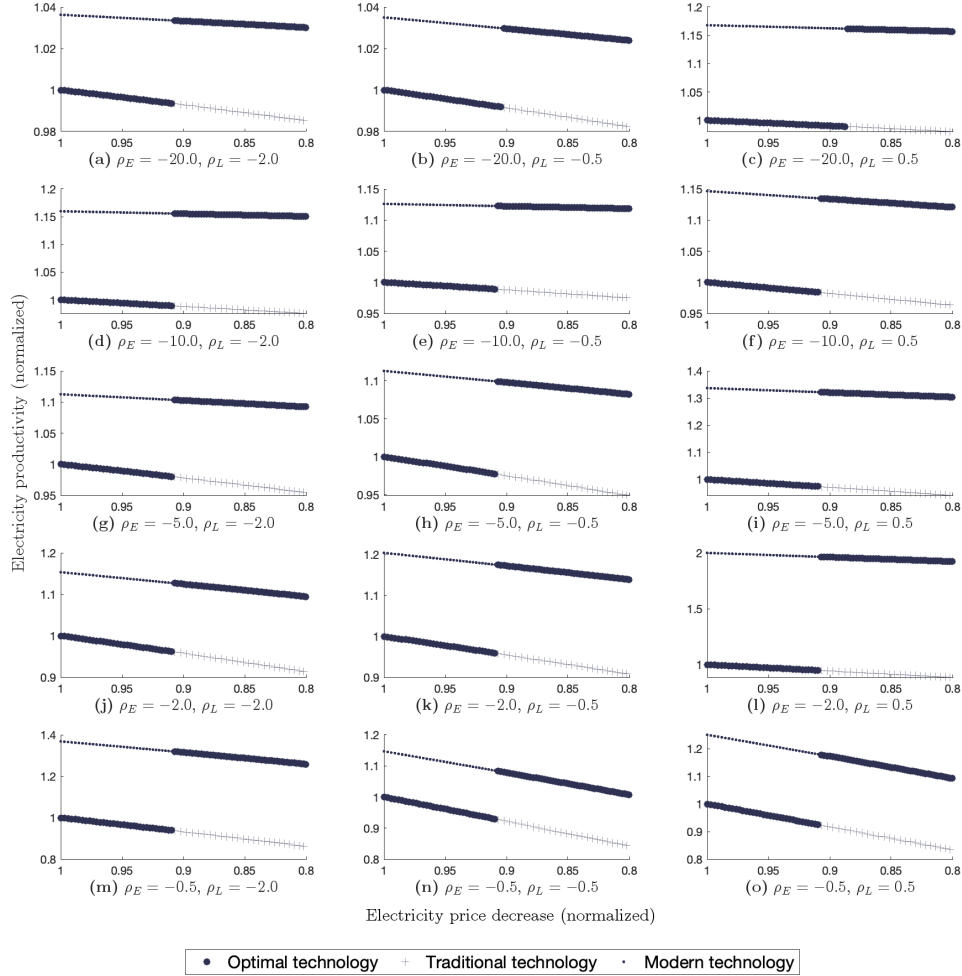 1.04
1.02
1
0.98
1 0.95 0.9 0.85 0.8
(a) ρE = −20.0, ρL = −2.0
1.04
1.02
1
0.98
1 0.95 0.9 0.85 0.8
(b) ρE = −20.0, ρL = −0.5
1.2
1.15
1.1
1.05
1
1 0.95 0.9 0.85 0.8
(c) ρE = −20.0, ρL = 0.5
1.2
1.15
1.1
1.05
1
1 0.95 0.9 0.85 0.8
(d) ρE = −10.0, ρL = −2.0
1.15
1.1
1.05
1
0.95
1 0.95 0.9 0.85 0.8
(e) ρE = −10.0, ρL = −0.5
1.15
1.1
1.05
1
0.95
1 0.95 0.9 0.85 0.8
(f) ρE = −10.0, ρL = 0.5
Electricity productivity (normalized)
1.15
1.1
1.05
1
0.95
1 0.95 0.9 0.85 0.8
(g) ρE = −5.0, ρL = −2.0
1.1
1.05
1
0.95
1 0.95 0.9 0.85 0.8
(h) ρE = −5.0, ρL = −0.5
1.4
1.3
1.2
1.1
1
1 0.95 0.9 0.85 0.8
(i) ρE = −5.0, ρL = 0.5
1.2
1.1
1
0.9
1 0.95 0.9 0.85 0.8
(j) ρE = −2.0, ρL = −2.0
1.2
1.1
1
0.9
1 0.95 0.9 0.85 0.8
(k) ρE = −2.0, ρL = −0.5
2
1.5
1
1 0.95 0.9 0.85 0.8
(l) ρE = −2.0, ρL = 0.5
1.4
1.2
1
0.8
1 0.95 0.9 0.85 0.8
(m) ρE = −0.5, ρL = −2.0
1.2
1.1
1
0.9
0.8
1 0.95 0.9 0.85 0.8
(n) ρE = −0.5, ρL = −0.5
1.2
1.1
1
0.9
0.8
1 0.95 0.9 0.85 0.8
(o) ρE = −0.5, ρL = 0.5
Electricity price decrease (normalized)
Optimal technology Traditional technology Modern technology